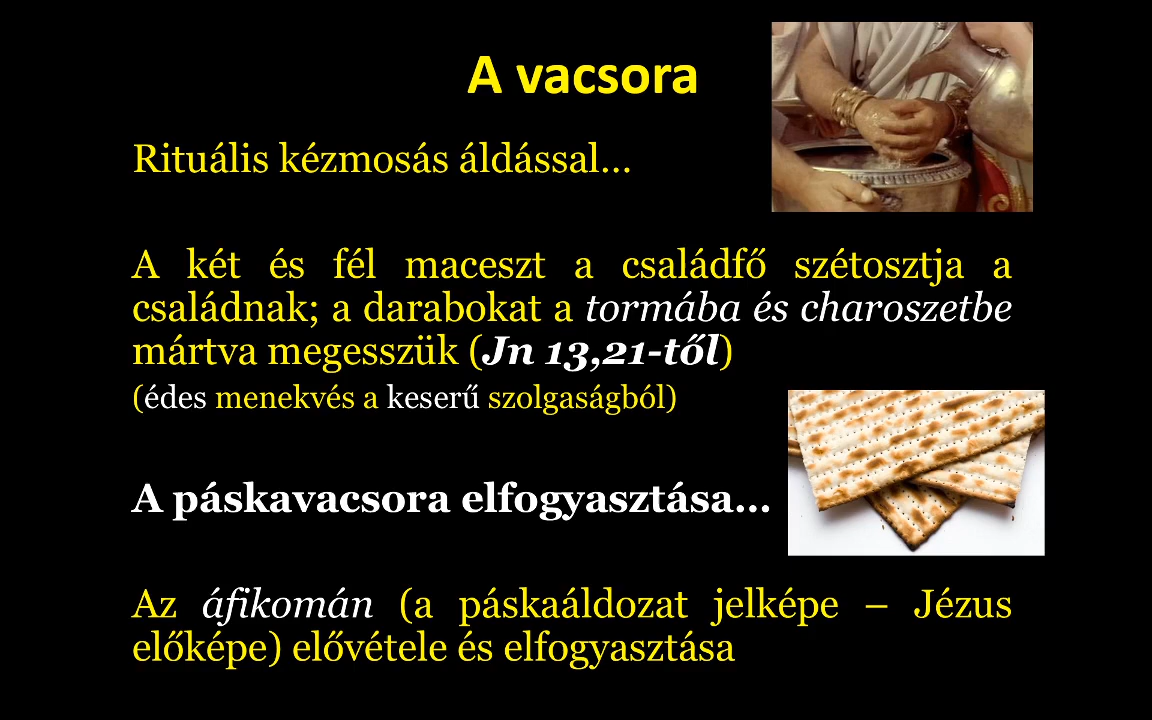 A vacsora
Rituális kézmosás áldással...
A két és fél maceszt a családfő szétosztja a
családnak; a darabokat a tormába és charoszetbe
mártva megesszük (Jn 13,21-től)
(édes menekvés a keserű szolgaságból)
A páskavacsora elfogyasztása...
Az áfikomán (a páskaáldozat jelképe – Jézus
előképe) elővétele és elfogyasztása